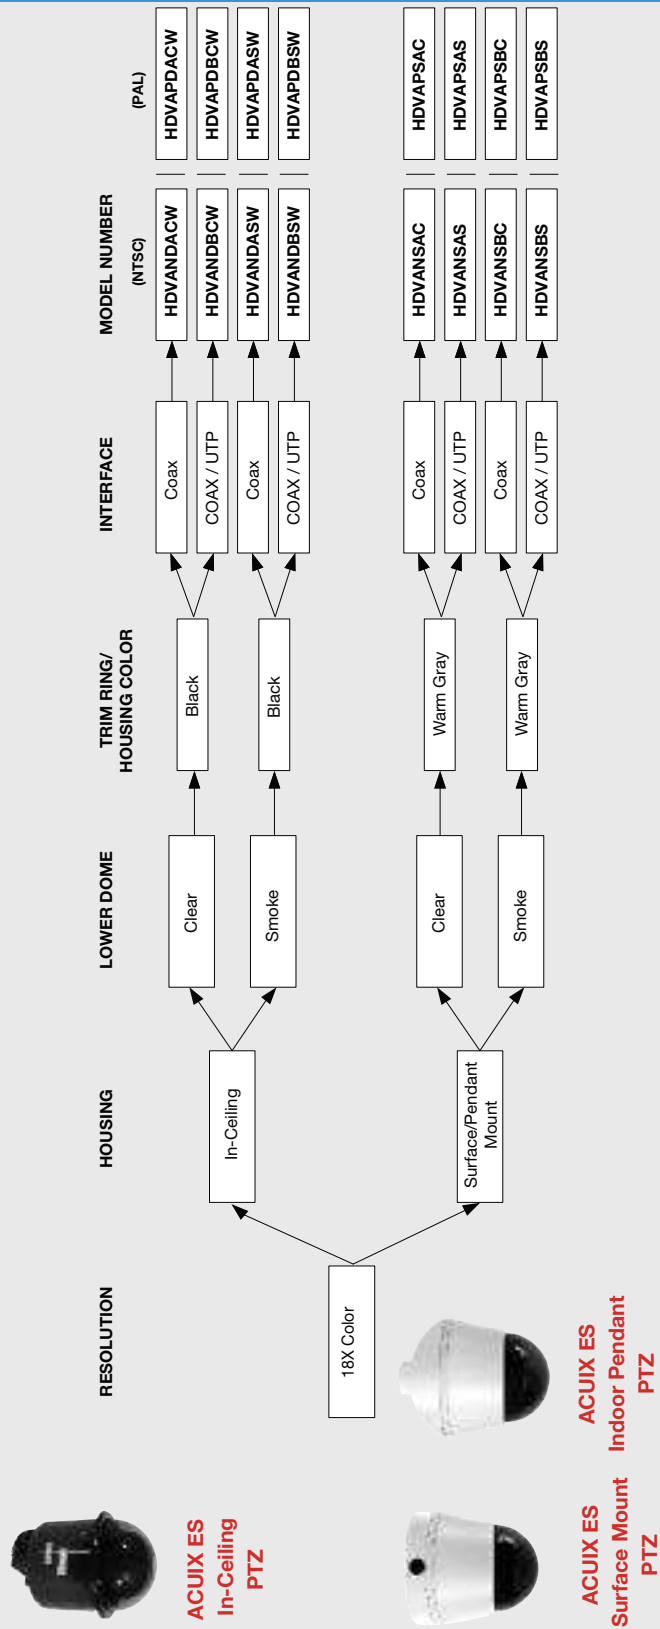 RESOLUTION
HOUSING
LOWER DOME
TRIM RING/
HOUSING COLOR
INTERFACE
MODEL NUMBER
(NTSC)
(PAL)
18X Color
In-Ceiling
Clear
Black
Coax
HDVANDACW
HDVAPDACW
COAX / UTP
HDVANDBCW
HDVAPDBCW
Smoke
Black
Coax
HDVANDASW
HDVAPDASW
COAX / UTP
HDVANDBSW
HDVAPDBSW
Surface/Pendant
Mount
Clear
Warm Gray
Coax
HDVANSAC
HDVAPSAC
COAX / UTP
HDVANSAS
HDVAPSAS
Smoke
Warm Gray
Coax
HDVANSBC
HDVAPSBC
COAX / UTP
HDVANSBS
HDVAPSBS
ACUIX ES
In-Ceiling
PTZ
ACUIX ES
Surface Mount
PTZ
ACUIX ES
Indoor Pendant
PTZ